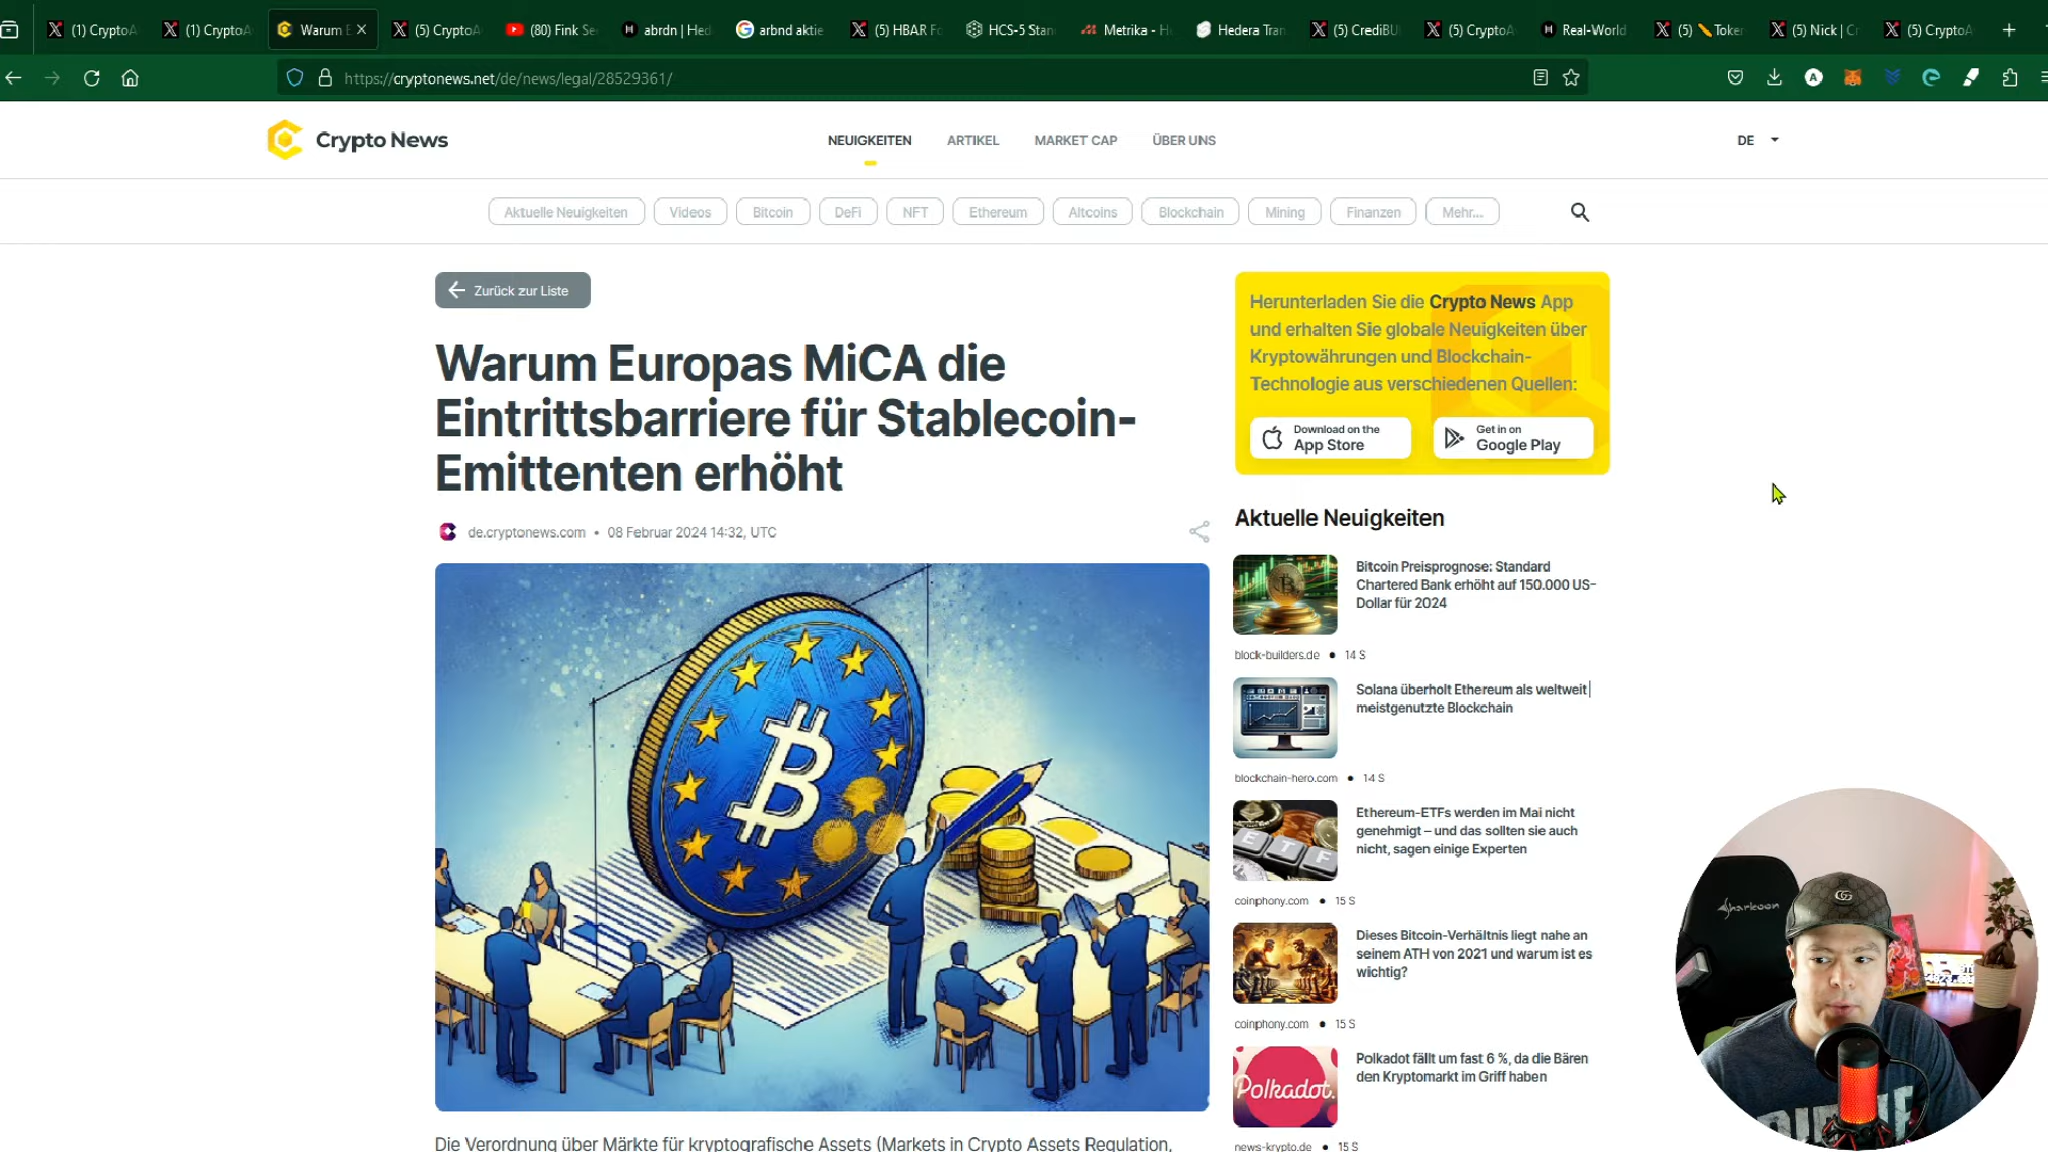 (1) CryptoA
(1) CryptoA
Warum E
(5) CryptoA
(80) Fink Se
abrdn | Hed
arbnd aktie
(5) HBAR Fo
HCS-5 Stan
Metrika - H
Hedera Tran
(5) CrediBU
(5) CryptoA
Real-World
(5) Toker
(5) Nick | Cr
(5) CryptoA
https://cryptonews.net/de/news/legal/28529361/
Crypto News
NEUIGKEITEN
ARTIKEL
MARKET CAP
ÜBER UNS
DE
Aktuelle Neuigkeiten
Videos
Bitcoin
DeFi
NFT
Ethereum
Altcoins
Blockchain
Mining
Finanzen
Mehr...
Zurück zur Liste
Warum Europas MiCA die
Eintrittsbarriere für Stablecoin-
Emittenten erhöht
de.cryptonews.com • 08 Februar 2024 14:32, UTC
Die Verordnung über Märkte für kryptografische Assets (Markets in Crypto Assets Regulation,
Herunterladen Sie die Crypto News App
und erhalten Sie globale Neuigkeiten über
Kryptowährungen und Blockchain-
Technologie aus verschiedenen Quellen:
Download on the
App Store
Get in on
Google Play
Aktuelle Neuigkeiten
Bitcoin Preisprognose: Standard
Chartered Bank erhöht auf 150.000 US-
Dollar für 2024
block-builders.de • 14 S
Solana überholt Ethereum als weltweit
meistgenutzte Blockchain
blockchain-hero.com • 14 S
ETF
Ethereum-ETFs werden im Mai nicht
genehmigt – und das sollten sie auch
nicht, sagen einige Experten
coinphony.com • 15 S
Dieses Bitcoin-Verhältnis liegt nahe an
seinem ATH von 2021 und warum ist es
wichtig?
coinphony.com • 15 S
Polkadot.
Polkadot fällt um fast 6 %, da die Bären
den Kryptomarkt im Griff haben
news-krypto.de • 15 S
sharkoon